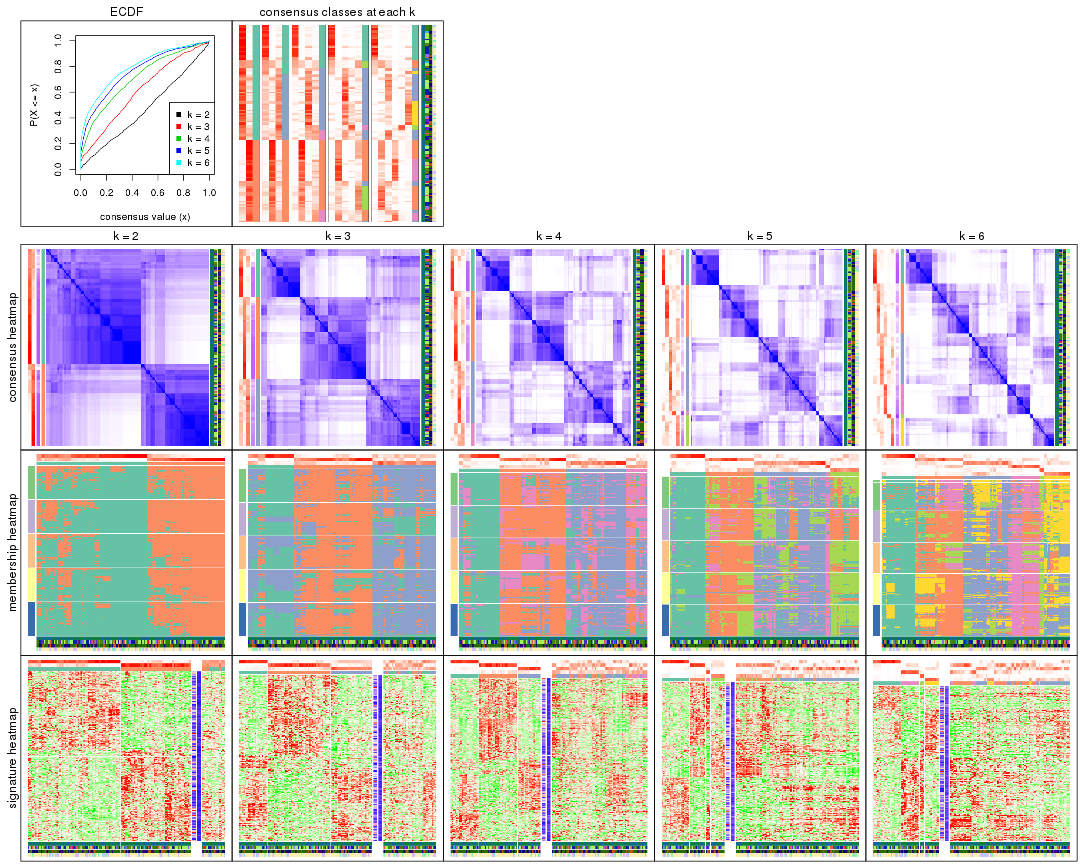 ECDF
consensus classes at each k
P(X <= x)
0.0 0.2 0.4 0.6 0.8 1.0
k = 2
k = 3
k = 4
k = 5
k = 6
0.0 0.2 0.4 0.6 0.8 1.0
consensus value (x)
k = 2
k = 3
k = 4
k = 5
k = 6
consensus heatmap
membership heatmap
signature heatmap